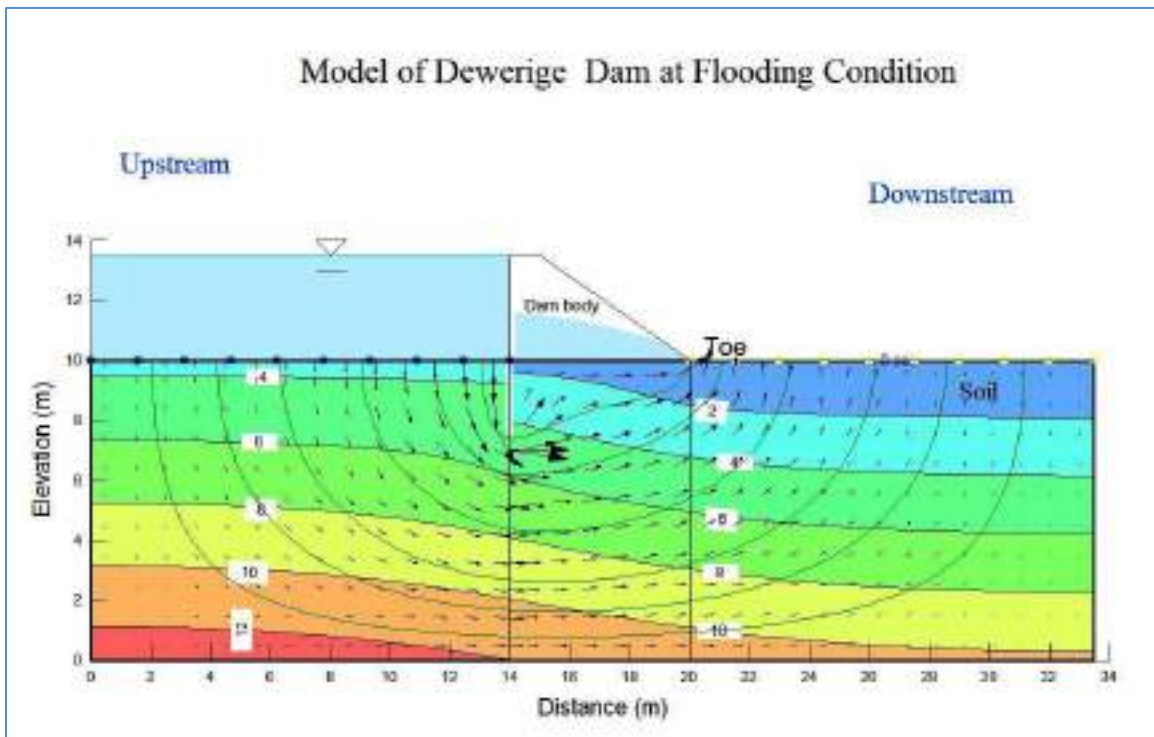 Model of Dewerige Dam at Flooding Condition
Upstream
Downstream
14
12
10
8
6
4
2
0
Elevation (m)
Dam body
Toe
Soil
.4
6
8
10
12
2
.4
.6
8
10
0 2 4 6 8 10 12 14 16 18 20 22 24 26 28 30 32 34
Distance (m)